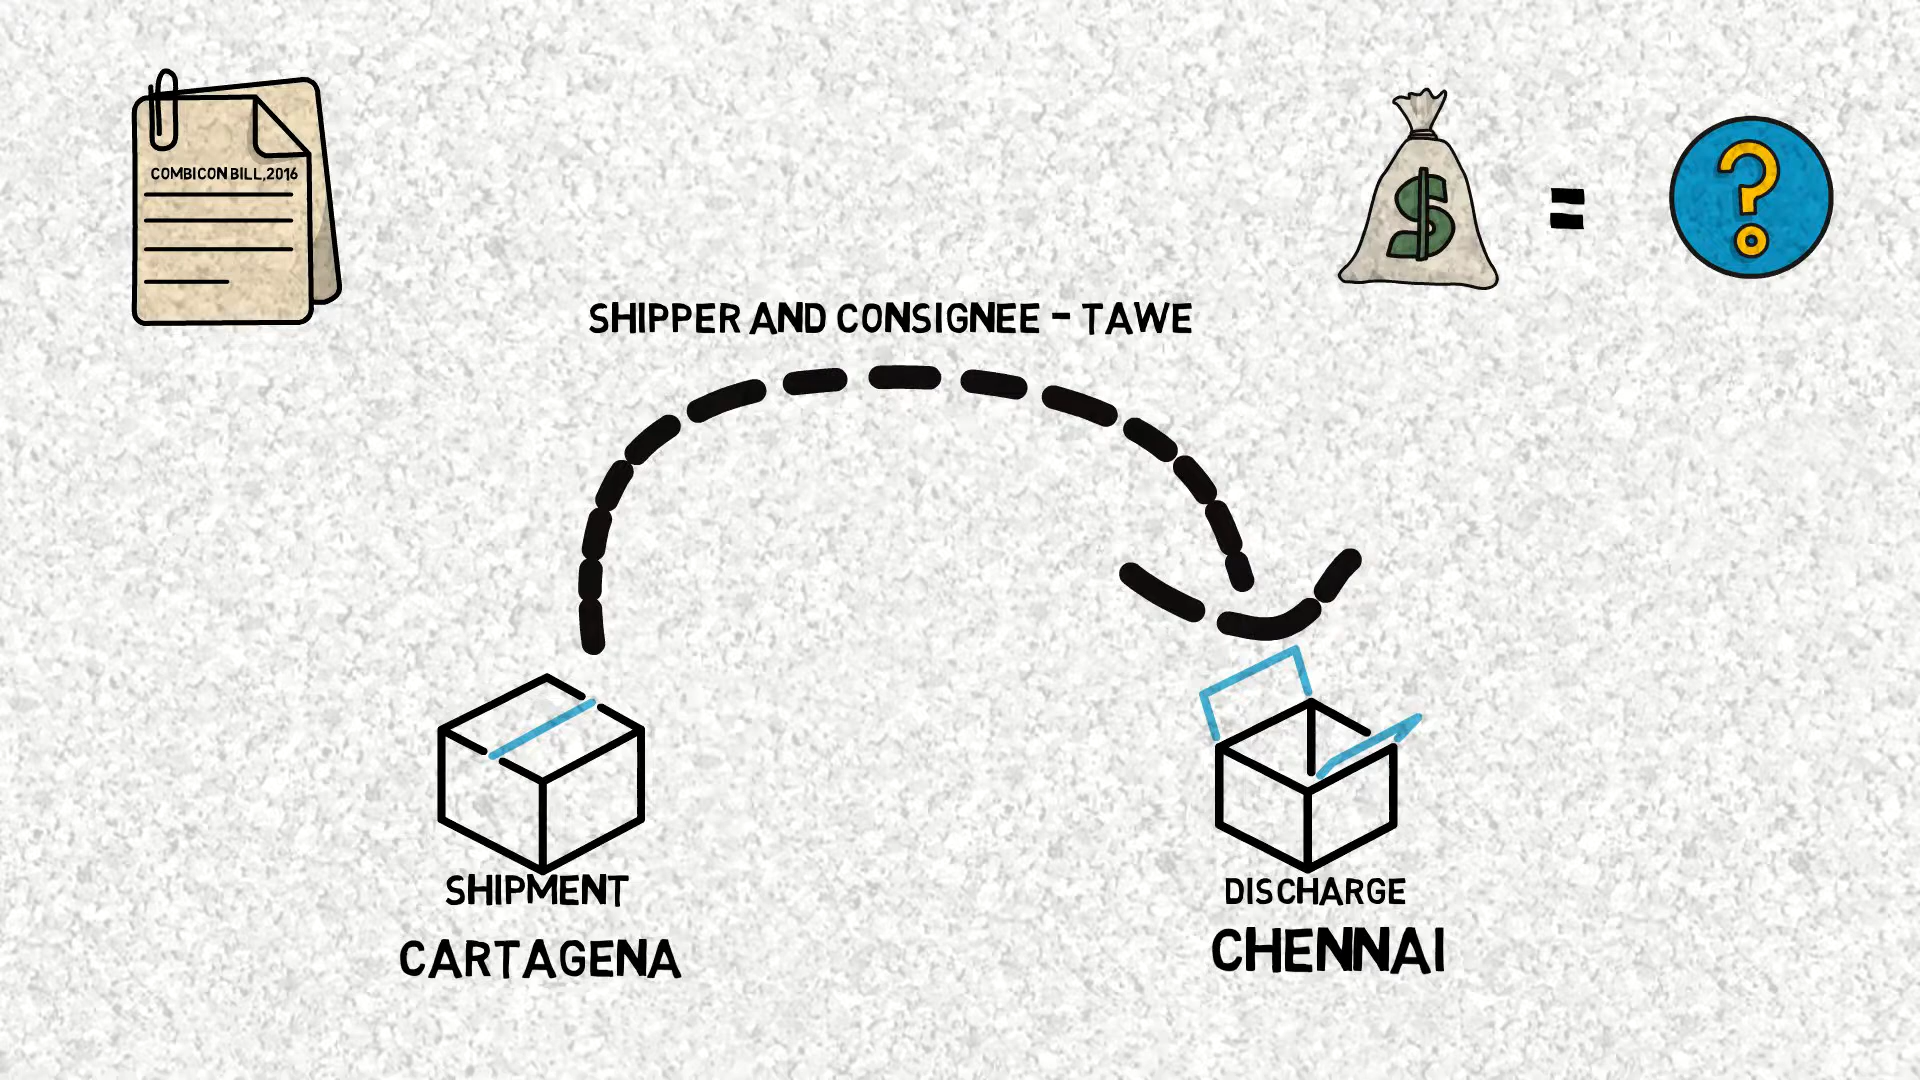 COMBICON BILL,2016
SHIPPER AND CONSIGNEE - TAWE
SHIPMENT
CARTAGENA
DISCHARGE
CHENNAI